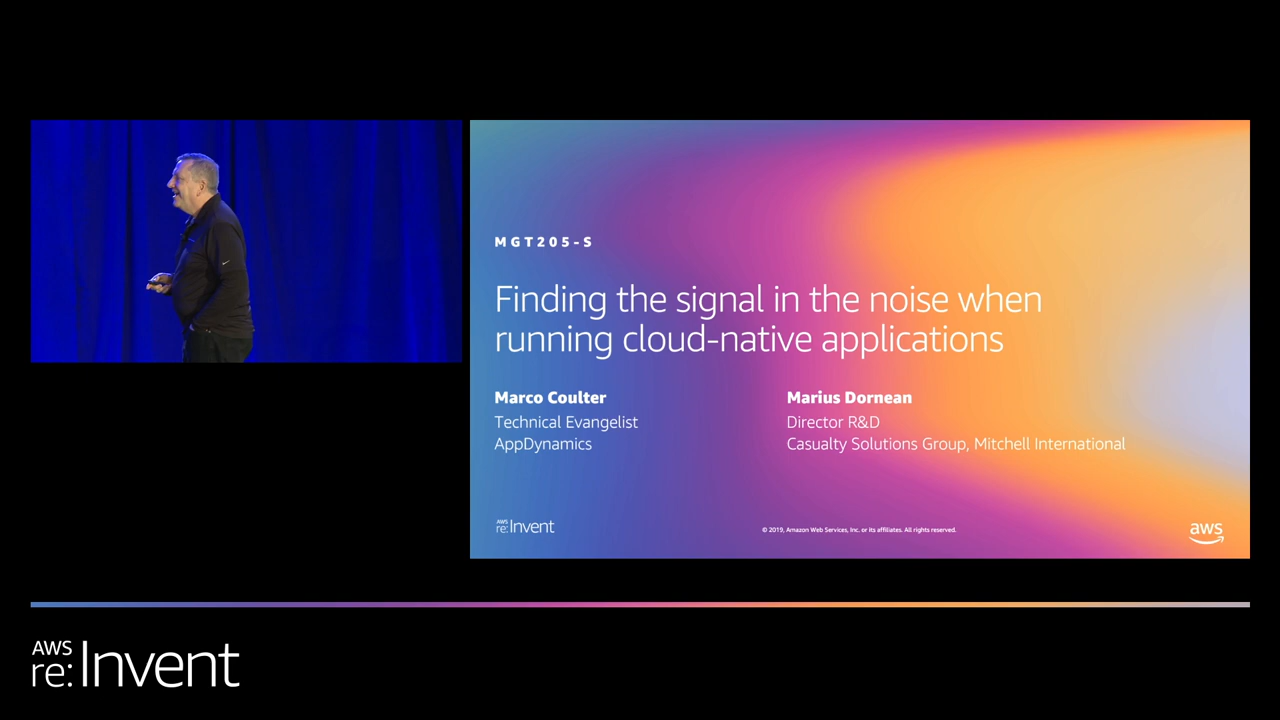 MGT205-S
Finding the signal in the noise when
running cloud-native applications
Marco Coulter
Technical Evangelist
AppDynamics
Marius Dornean
Director R&D
Casualty Solutions Group, Mitchell International
AWS
re:Invent
© 2019, Amazon Web Services, Inc. or its affiliates. All rights reserved.
aws
AWS
re:Invent